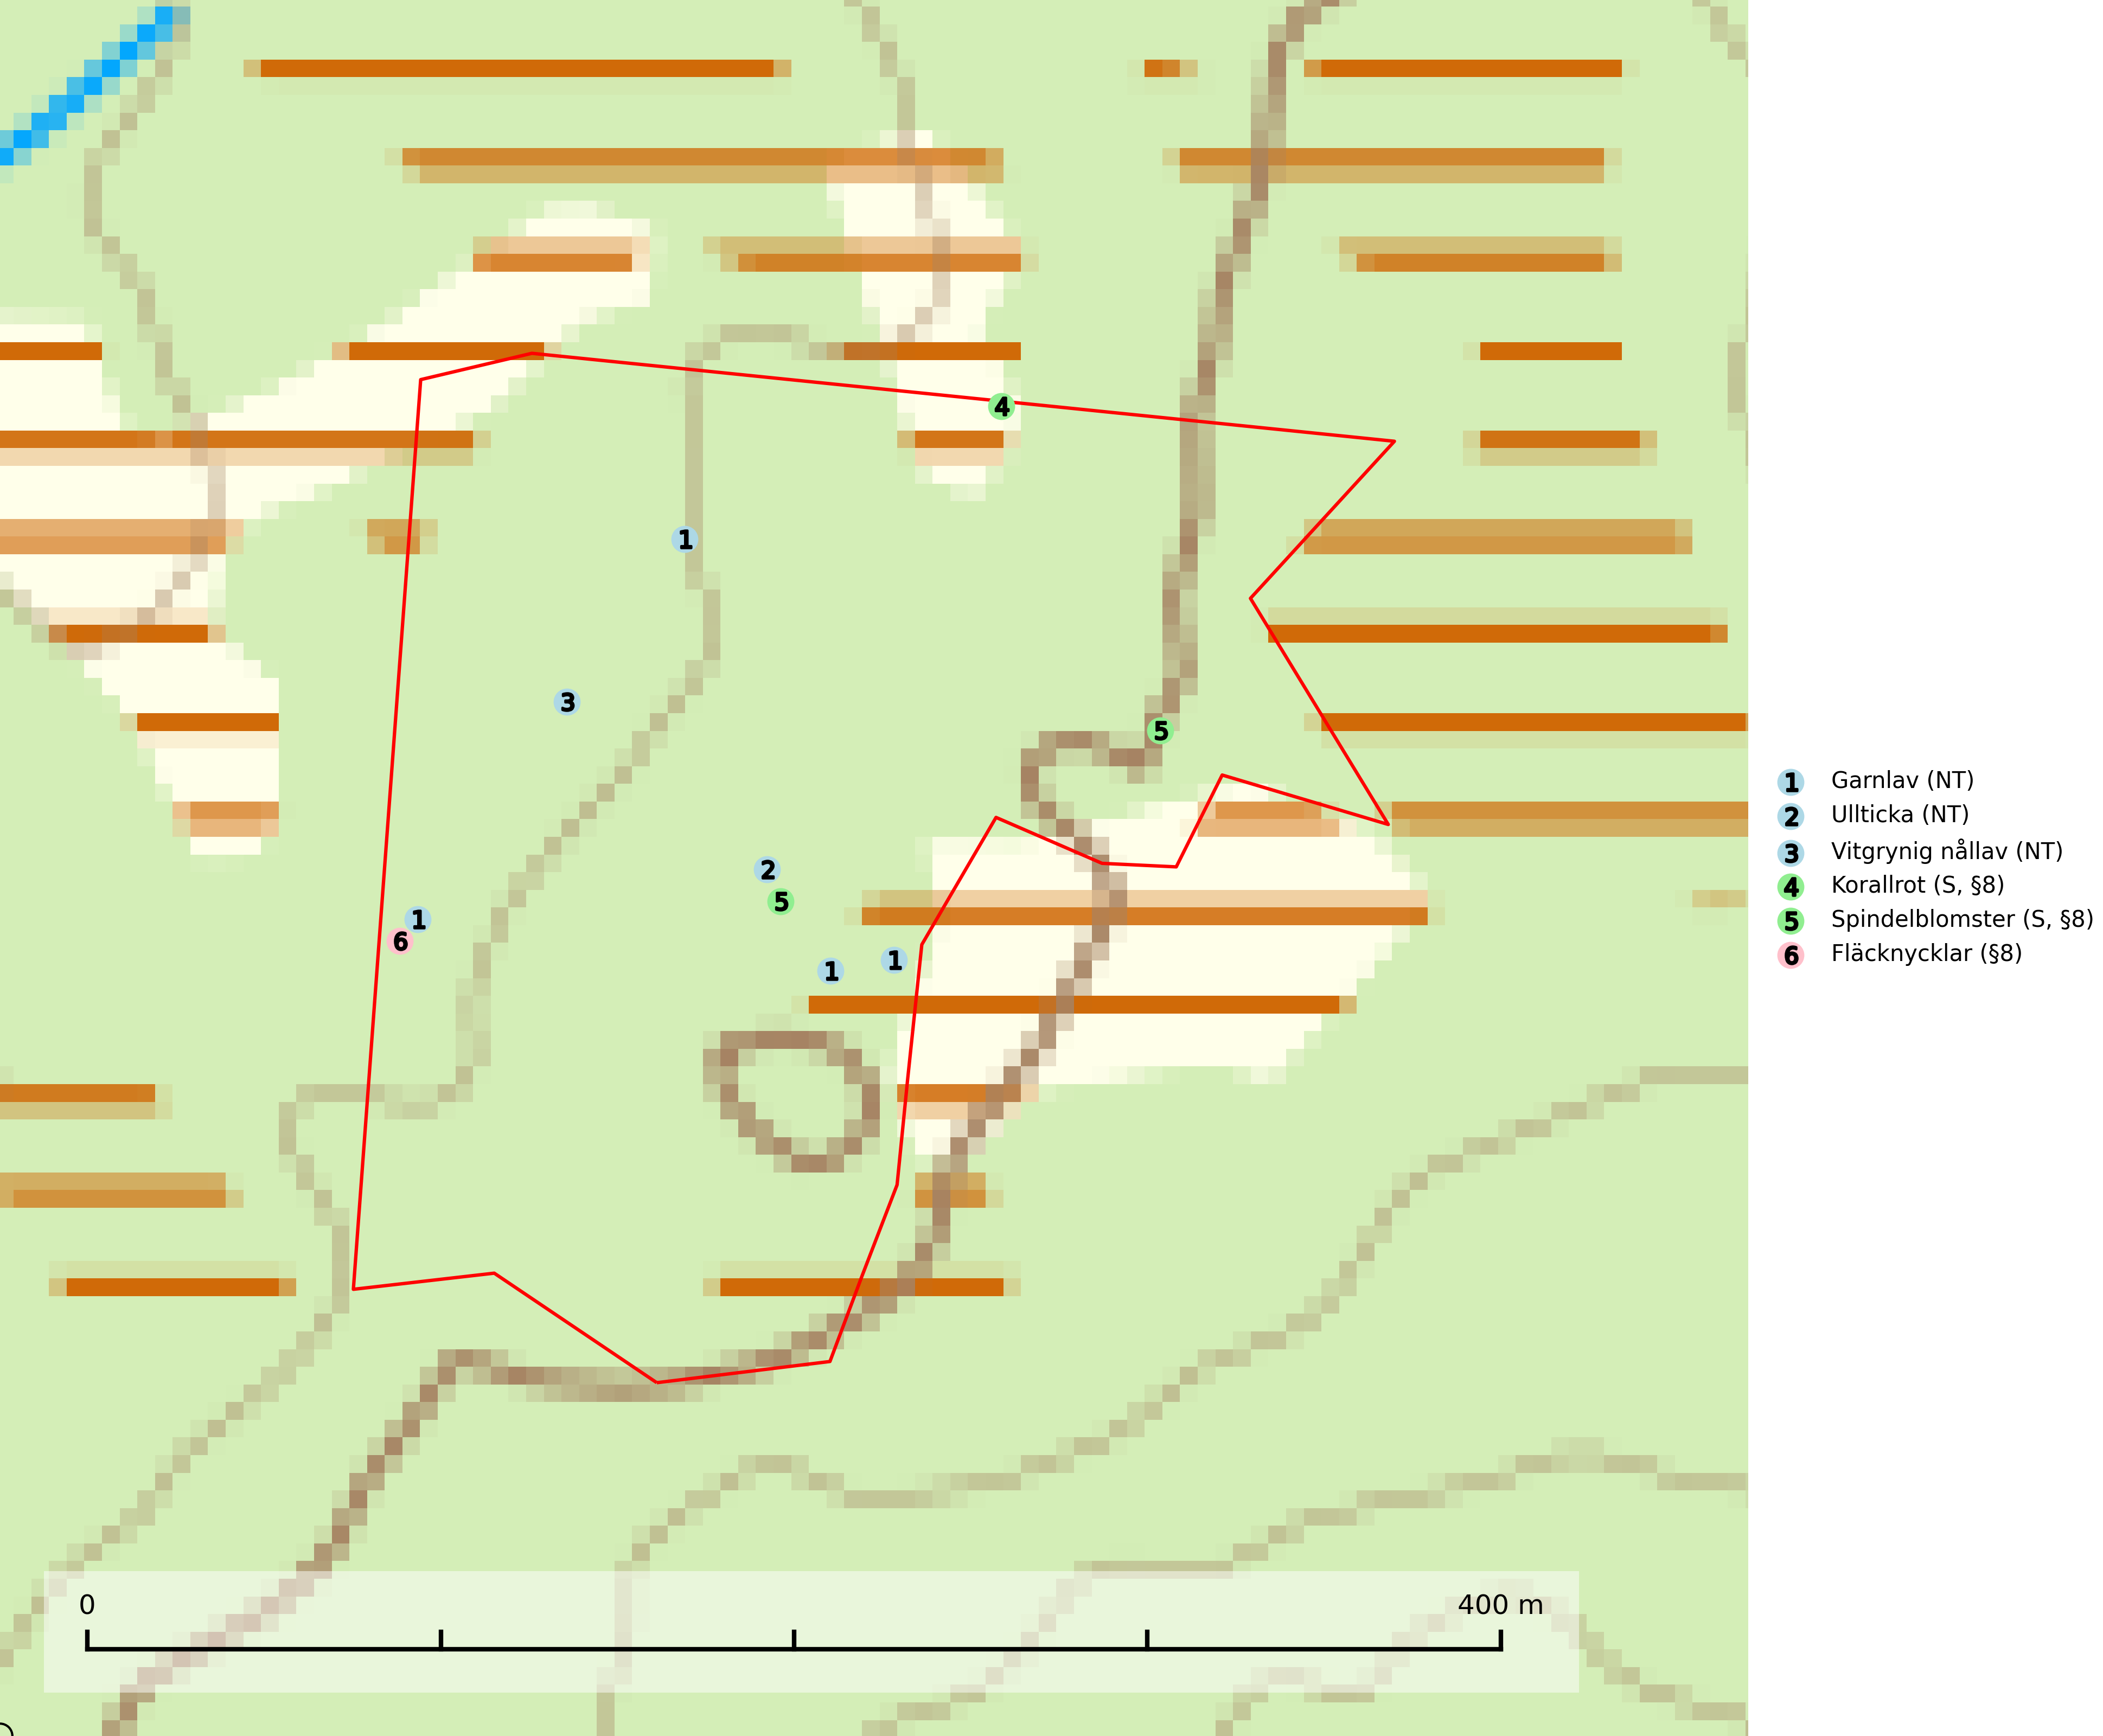 4
1
3
5
2
5
1
6
1
1
1 Garnlav (NT)
2 Ullticka (NT)
3 Vitgrynig nållav (NT)
4 Korallrot (S, §8)
5 Spindelblomster (S, §8)
6 Fläcknycklar (§8)
0 400 m